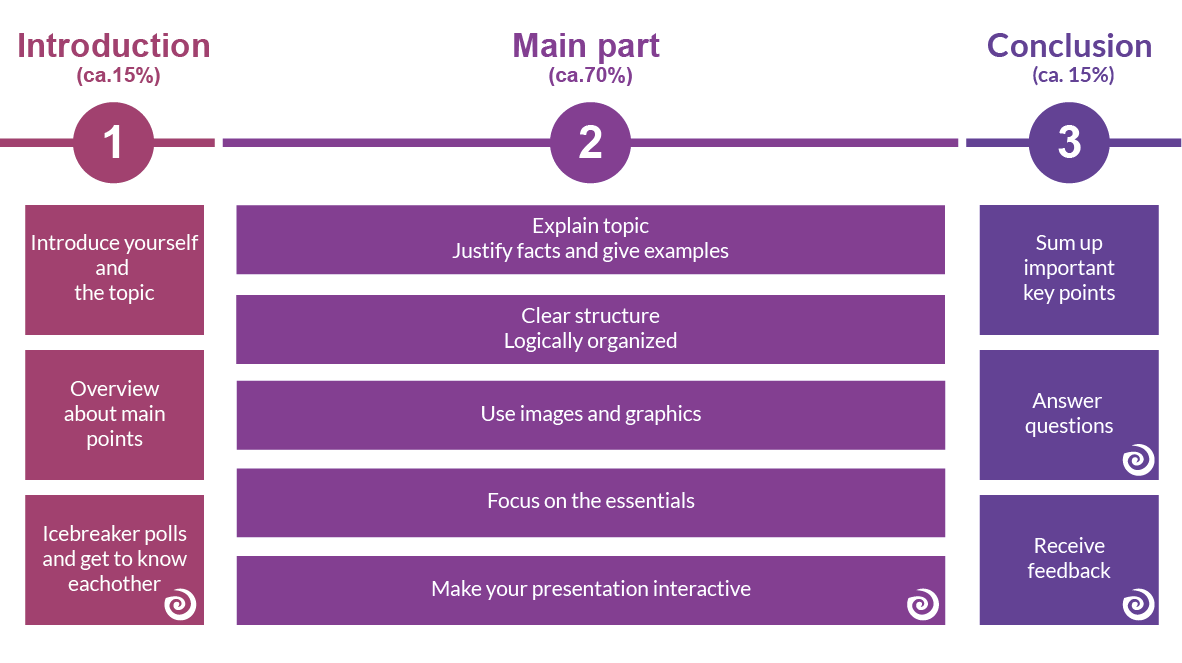 Introduction
(ca.15%)
1
Introduce yourself
and
the topic
Overview
about main
points
Icebreaker polls
and get to know
eachother
Main part
(ca.70%)
2
Explain topic
Justify facts and give examples
Clear structure
Logically organized
Use images and graphics
Focus on the essentials
Make your presentation interactive
Conclusion
(ca. 15%)
3
Sum up
important
key points
Answer
questions
Receive
feedback